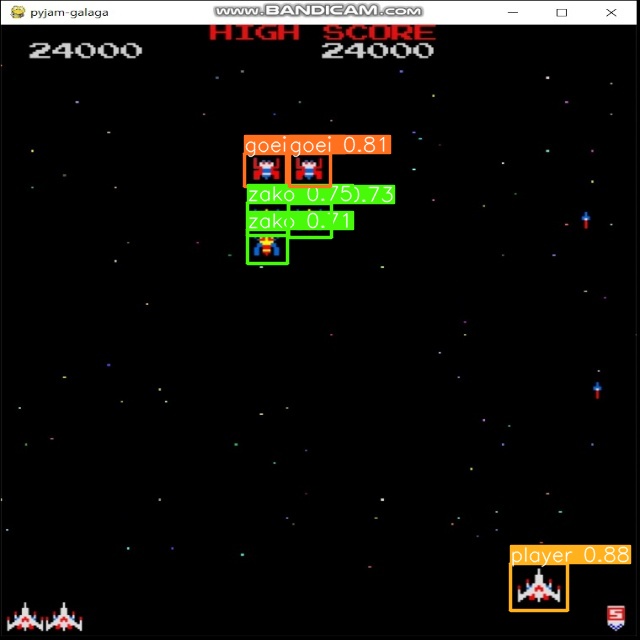 pyjam-galaga
www.BANDICAM.com
HIGH SCORE
24000
24000
goei
goei 0.81
zako 0.75
0.73
zako 0.71
player 0.88
5